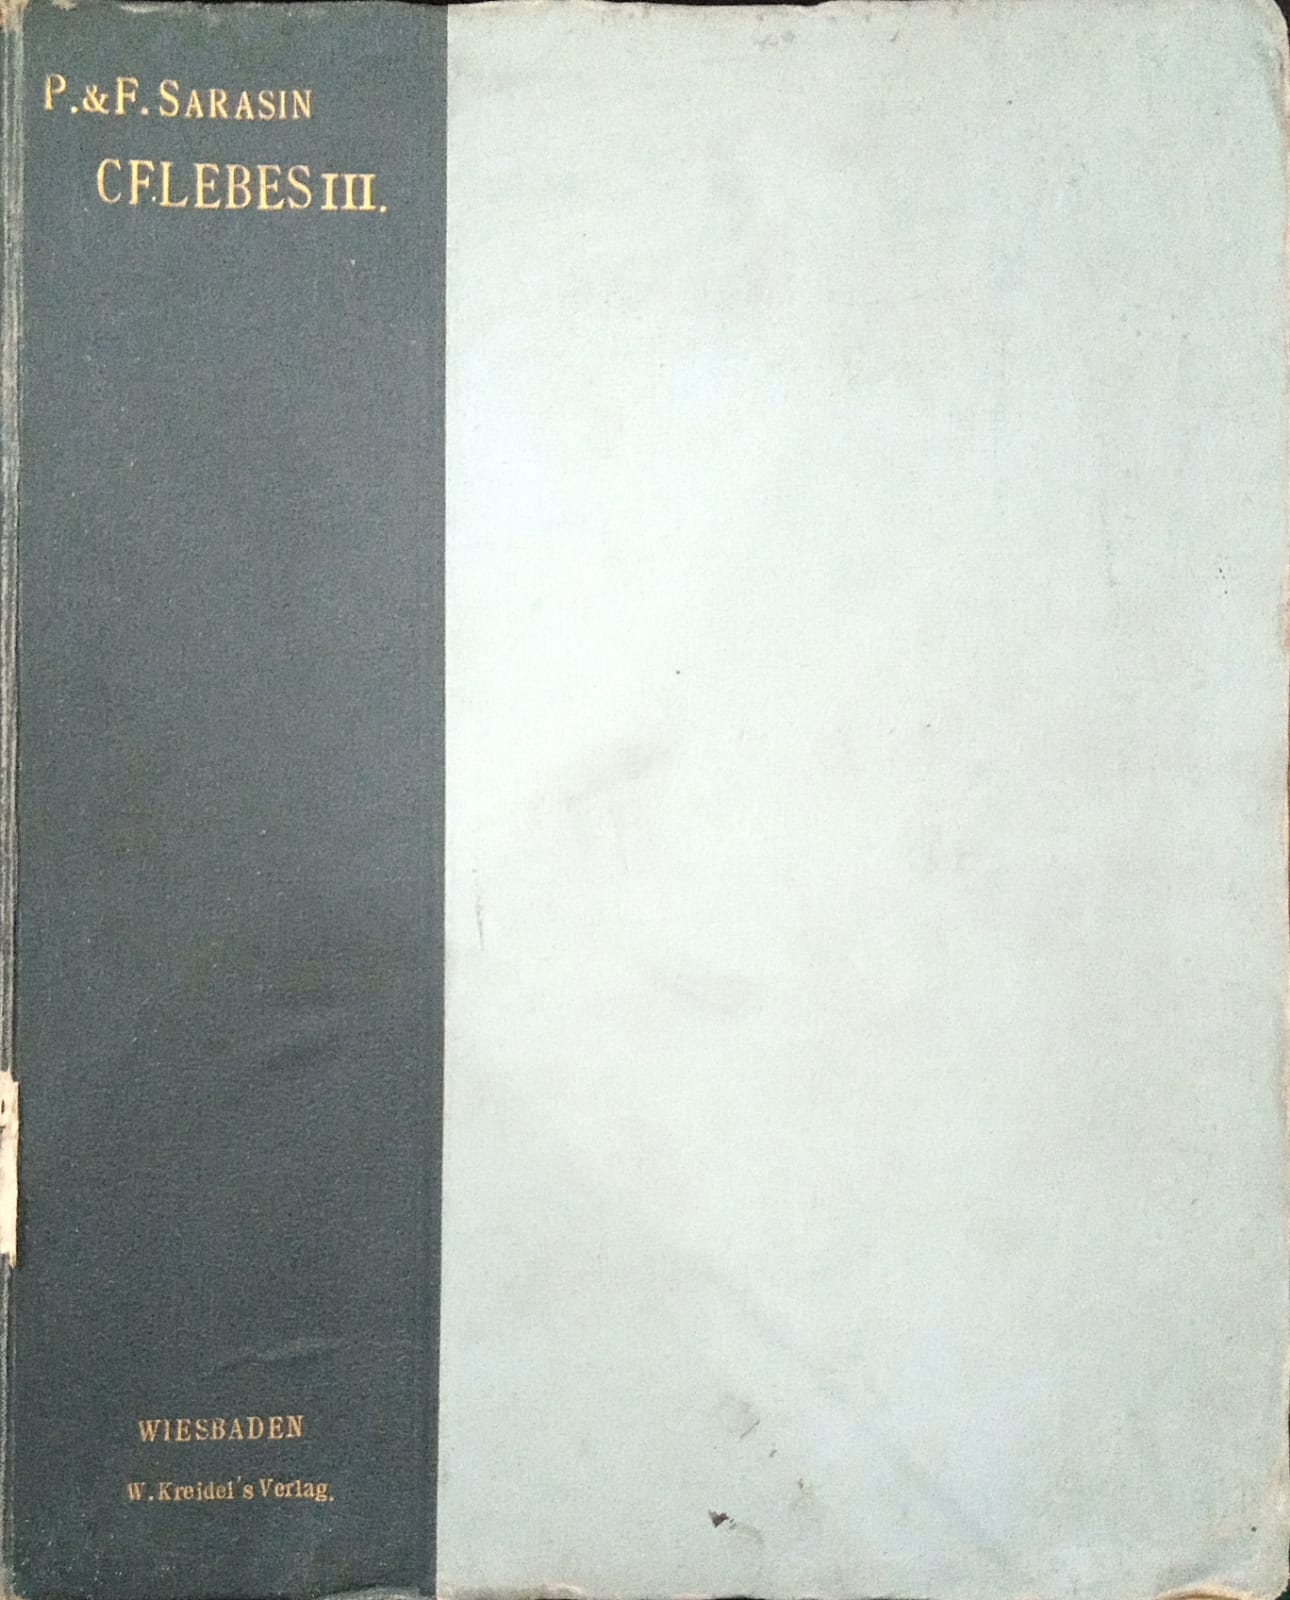 P. & F. SARASIN
CELEBES III.
WIESBADEN
W. Kreidel's Verlag.